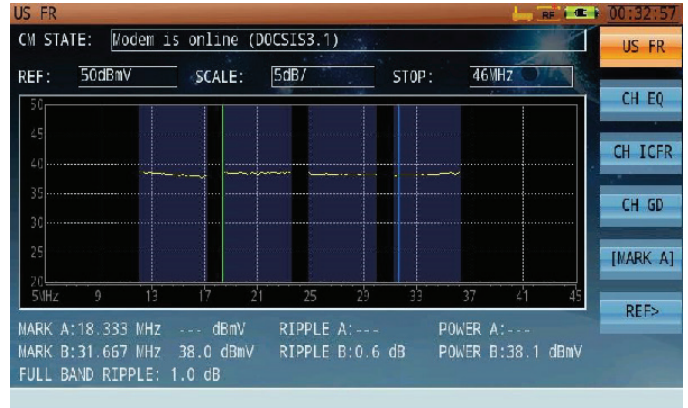 US FR RF 00:32:57
CM STATE: Modem is online (DOCSIS3.1)
REF: 50dBmV SCALE: 5dB/ STOP: 46MHz
50
45
40
35
30
25
20
5MHz 9 13 17 21 25 29 33 37 41 45
MARK A:18.333 MHz --- dBmV RIPPLE A:--- POWER A:---
MARK B:31.667 MHz 38.0 dBmV RIPPLE B:0.6 dB POWER B:38.1 dBmV
FULL BAND RIPPLE: 1.0 dB
US FR
CH EQ
CH ICFR
CH GD
[MARK A]
REF>